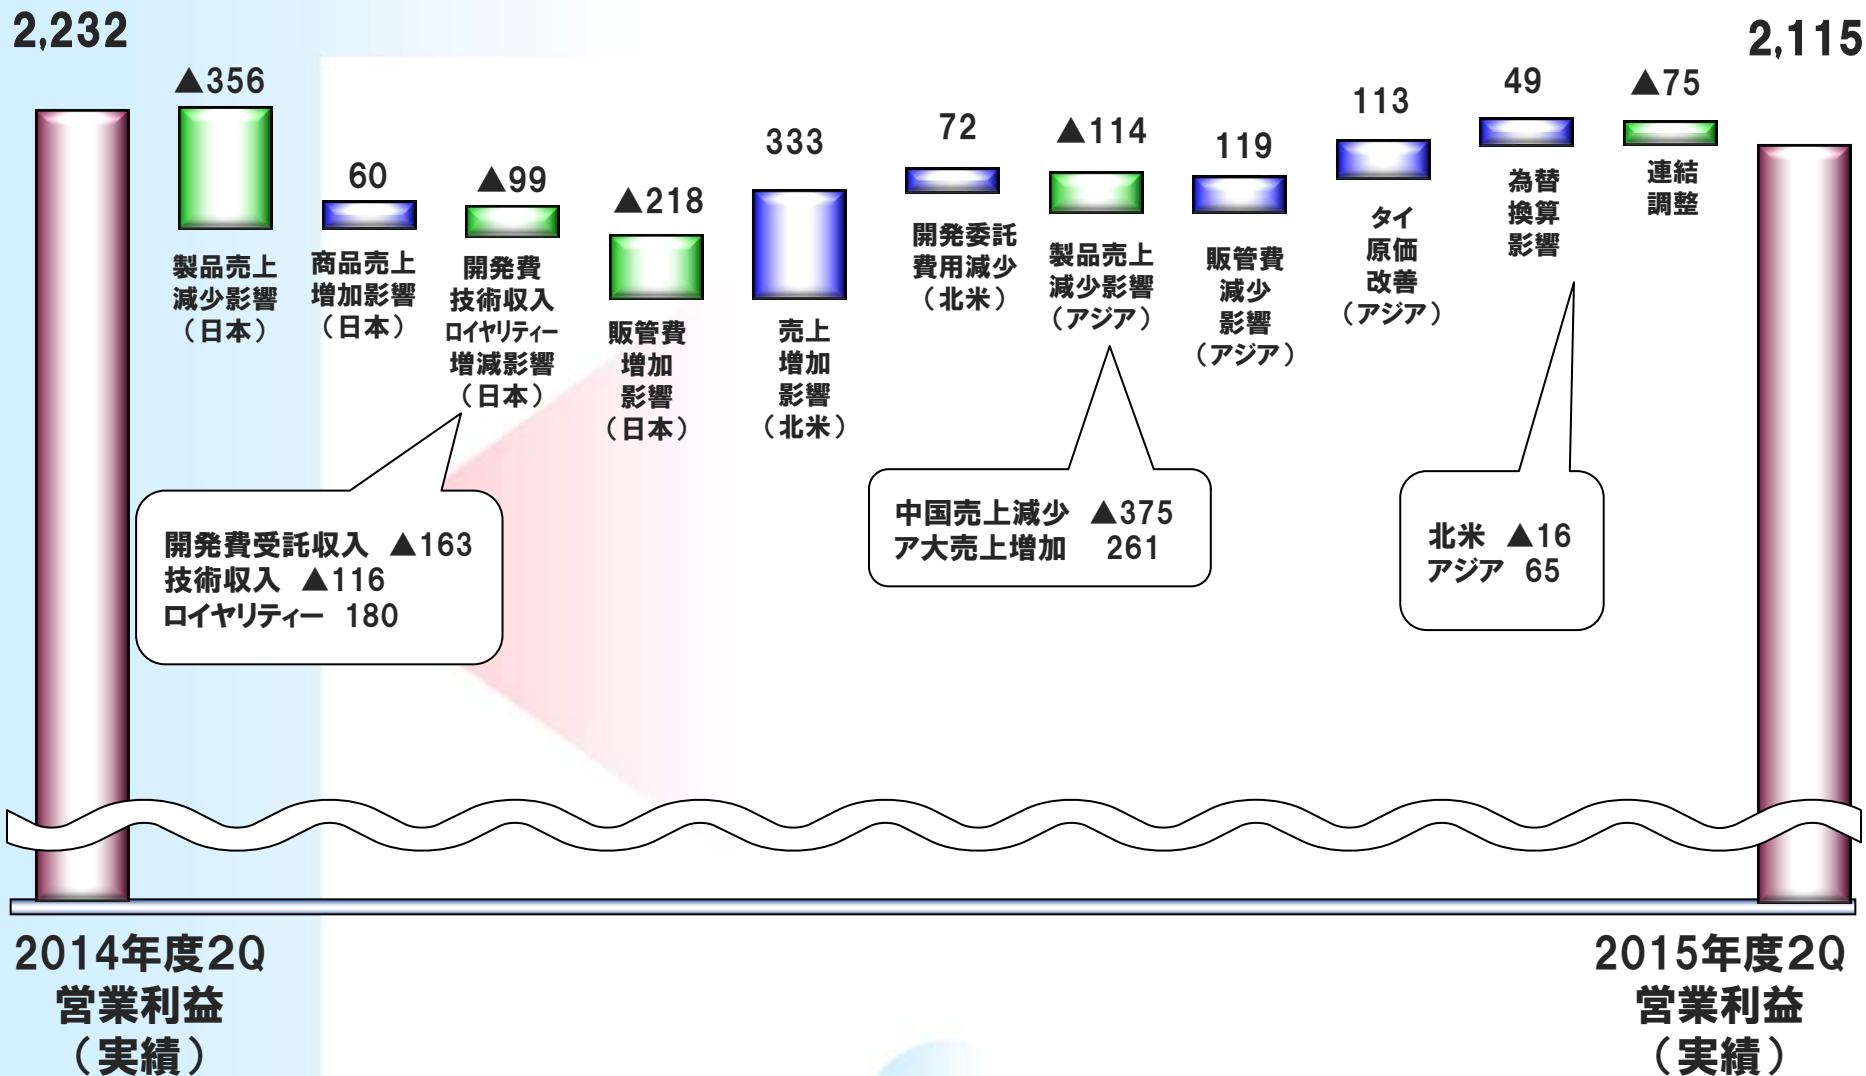 2,232
2,115
▲356
製品売上
減少影響
（日本）
60
商品売上
増加影響
（日本）
▲99
開発費
技術収入
ロイヤリティー
増減影響
（日本）
▲218
販管費
増加
影響
（日本）
333
売上
増加
影響
（北米）
72
開発委託
費用減少
（北米）
▲114
製品売上
減少影響
（アジア）
119
販管費
減少
影響
（アジア）
113
タイ
原価
改善
（アジア）
49
為替
換算
影響
▲75
連結
調整
開発費受託収入 ▲163
技術収入 ▲116
ロイヤリティー 180
中国売上減少 ▲375
ア大売上増加 261
北米 ▲16
アジア 65
2014年度2Q
営業利益
（実績）
2015年度2Q
営業利益
（実績）